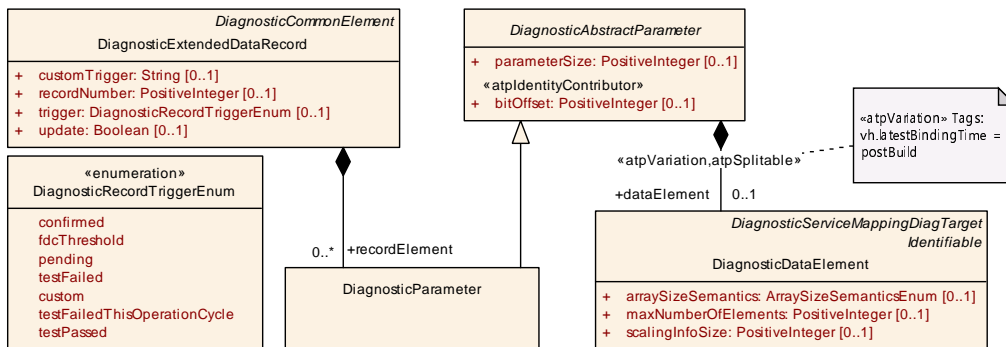 DiagnosticCommonElement
DiagnosticExtendedDataRecord
+ customTrigger: String [0..1]
+ recordNumber: PositiveInteger [0..1]
+ trigger: DiagnosticRecordTriggerEnum [0..1]
+ update: Boolean [0..1]
DiagnosticAbstractParameter
+ parameterSize: PositiveInteger [0..1]
«atpIdentityContributor»
+ bitOffset: PositiveInteger [0..1]
«atpVariation» Tags:
vh.latestBindingTime =
postBuild
«enumeration»
DiagnosticRecordTriggerEnum
confirmed
fdcThreshold
pending
testFailed
custom
testFailedThisOperationCycle
testPassed
«atpVariation,atpSplitable»
+dataElement 0..1
0..* +recordElement
DiagnosticParameter
DiagnosticServiceMappingDiagTarget
Identifiable
DiagnosticDataElement
+ arraySizeSemantics: ArraySizeSemanticsEnum [0..1]
+ maxNumberOfElements: PositiveInteger [0..1]
+ scalingInfoSize: PositiveInteger [0..1]